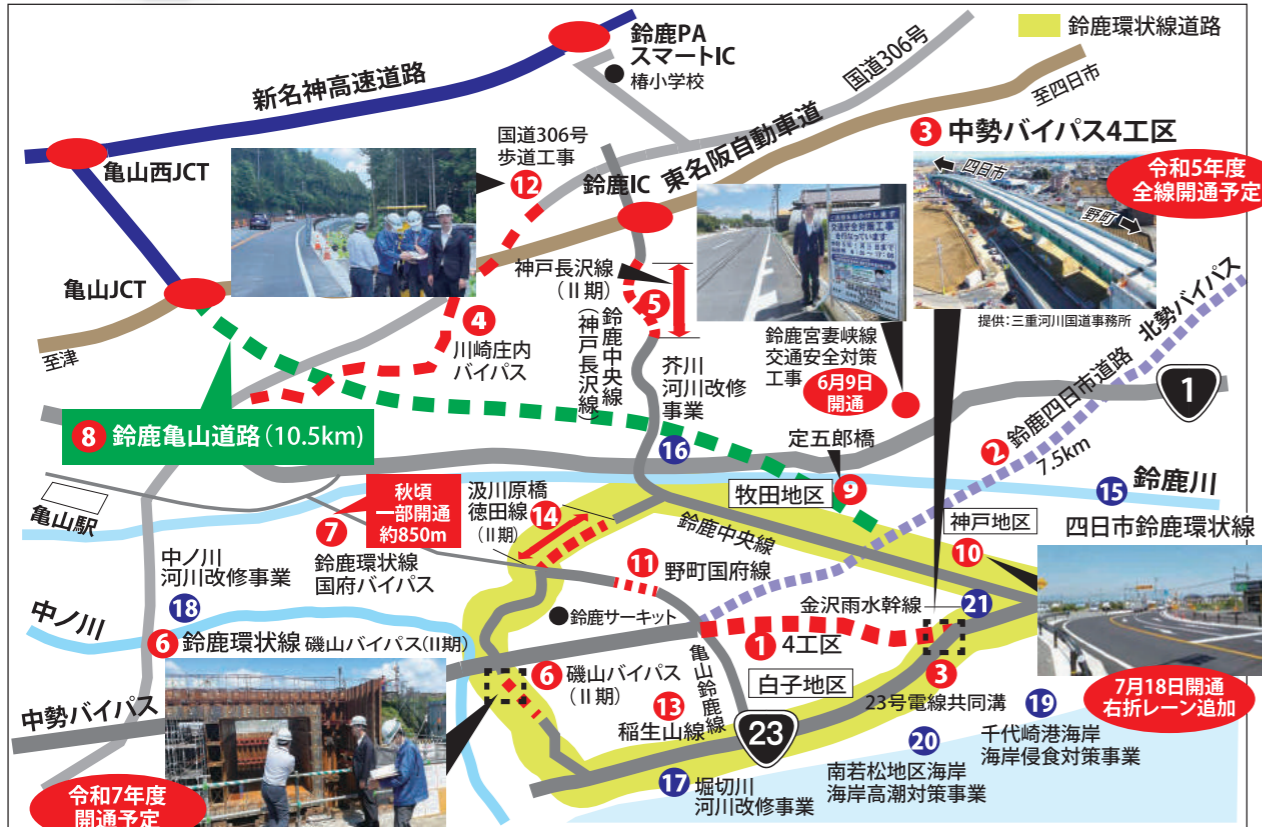 鈴鹿環状線道路
鈴鹿PA
スマートIC
椿小学校
国道306号
至四日市
新名神高速道路
東名阪自動車道
国道306号
歩道工事
12
鈴鹿IC
3 中勢バイパス4工区
四日市
野町
令和5年度
全線開通予定
提供:三重河川国道事務所
亀山西JCT
亀山JCT
至津
神戸長沢線
(Ⅱ期)
5
鈴鹿中央線
(神戸長沢線)
4
川崎庄内
バイパス
交通安全対策工事
を行なっています
鈴鹿宮妻峡線
交通安全対策
工事
6月9日
開通
芥川
河川改修
事業
16
北勢バイパス
2 鈴鹿四日市道路
7.5km
1
8 鈴鹿亀山道路(10.5km)
定五郎橋
9
牧田地区
15 鈴鹿川
亀山駅
秋頃
一部開通
約850m
7
鈴鹿環状線
国府バイパス
汲川原橋
徳田線
(Ⅱ期)
14
鈴鹿中央線
神戸地区
10
四日市鈴鹿環状線
7月18日開通
右折レーン追加
中ノ川
河川改修事業
18
中ノ川
11 野町国府線
鈴鹿サーキット
金沢雨水幹線
21
1 4工区
3
23号電線共同溝
6 鈴鹿環状線 磯山バイパス(Ⅱ期)
6 磯山バイパス
(Ⅱ期)
亀山鈴鹿線
白子地区
13
稲生山線
23
中勢バイパス
令和7年度
開通予定
17 堀切川
河川改修事業
20
南若松地区海岸
海岸高潮対策事業
19
千代崎港海岸
海岸侵食対策事業